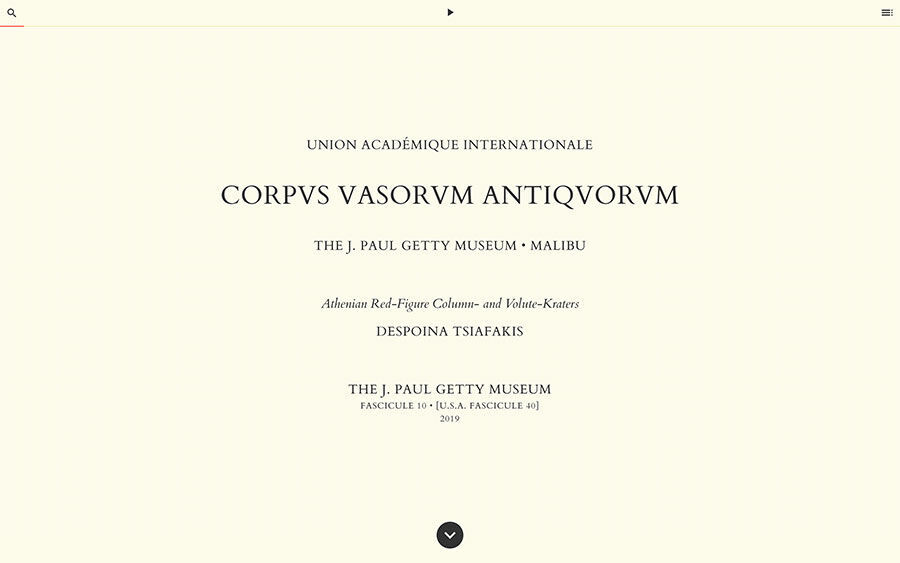 UNION ACADÉMIQUE INTERNATIONALE
CORPVS VASORVM ANTIQVORVM
THE J. PAUL GETTY MUSEUM • MALIBU
Athenian Red-Figure Column- and Volute-Kraters
DESPOINA TSIAFAKIS
THE J. PAUL GETTY MUSEUM
FASCICULE 10 • [U.S.A. FASCICULE 40]
2019